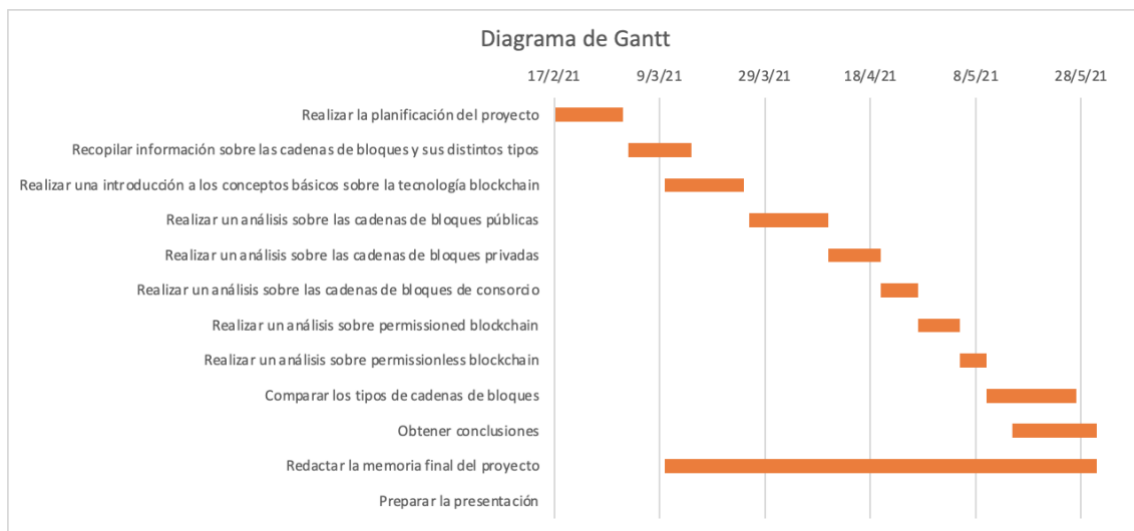 Diagrama de Gantt
17/2/21 9/3/21 29/3/21 18/4/21 8/5/21 28/5/21
Realizar la planificación del proyecto
Recopilar información sobre las cadenas de bloques y sus distintos tipos
Realizar una introducción a los conceptos básicos sobre la tecnología blockchain
Realizar un análisis sobre las cadenas de bloques públicas
Realizar un análisis sobre las cadenas de bloques privadas
Realizar un análisis sobre las cadenas de bloques de consorcio
Realizar un análisis sobre permissioned blockchain
Realizar un análisis sobre permissionless blockchain
Comparar los tipos de cadenas de bloques
Obtener conclusiones
Redactar la memoria final del proyecto
Preparar la presentación